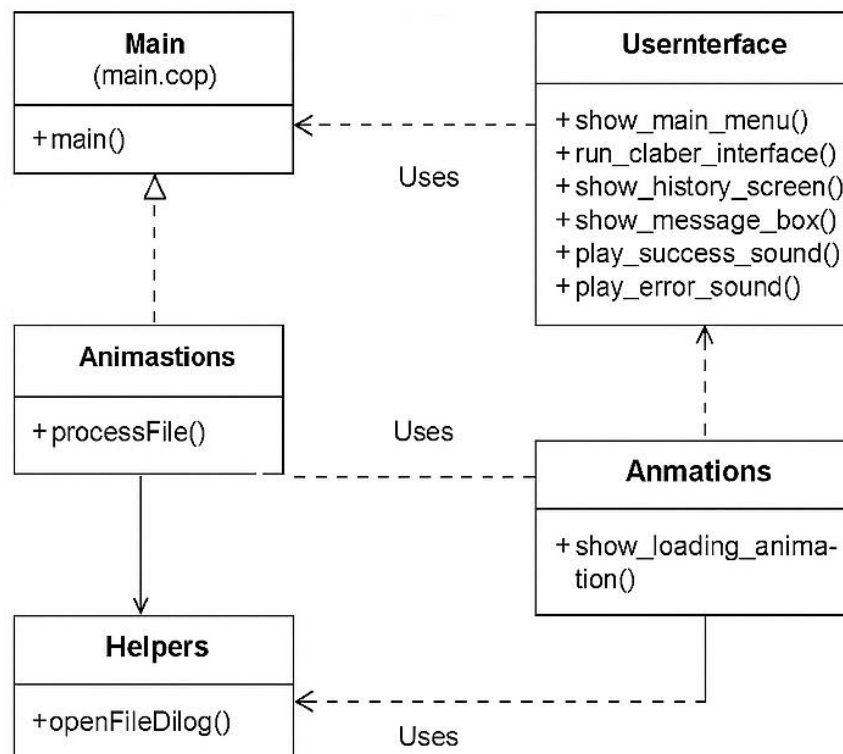 Main
(main.cop)
+main()
Usernterface
+show_main_menu()
+run_claber_interface()
+show_history_screen()
+show_message_box()
+play_success_sound()
+play_error_sound()
Uses
Animastions
+processFile()
Uses
Anmations
+show_loading_anima-
tion()
Helpers
+openFileDilog()
Uses